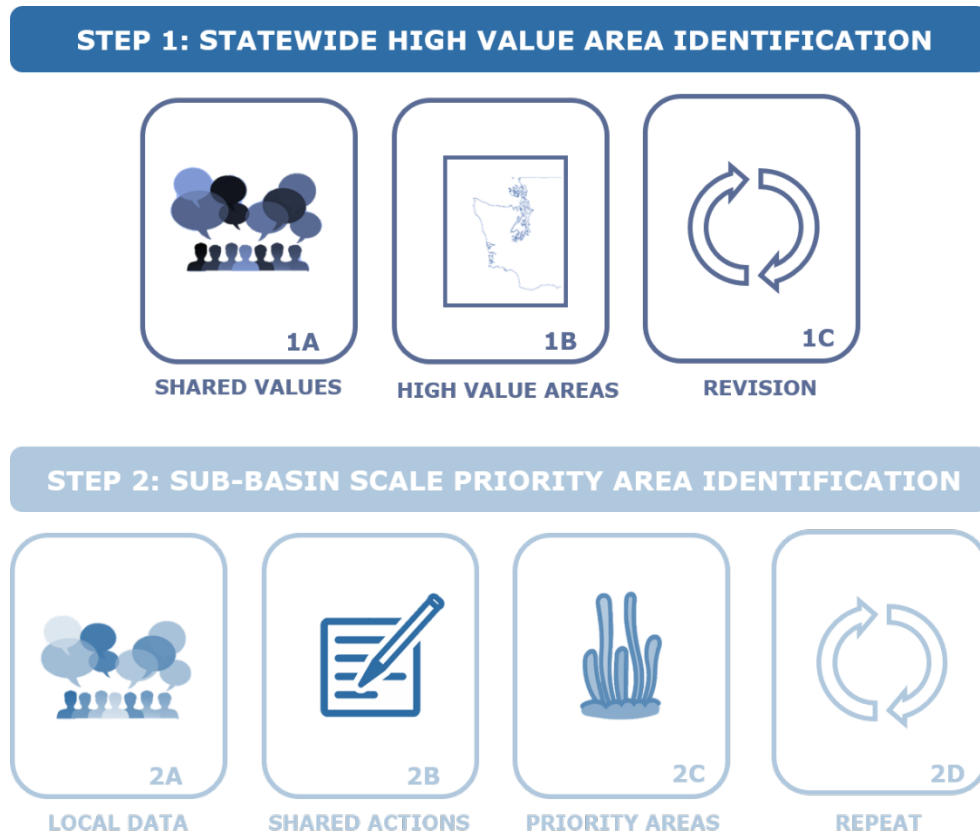 STEP 1: STATEWIDE HIGH VALUE AREA IDENTIFICATION
1A
1B
1C
SHARED VALUES
HIGH VALUE AREAS
REVISION
STEP 2: SUB-BASIN SCALE PRIORITY AREA IDENTIFICATION
2A
2B
2C
2D
LOCAL DATA
SHARED ACTIONS
PRIORITY AREAS
REPEAT